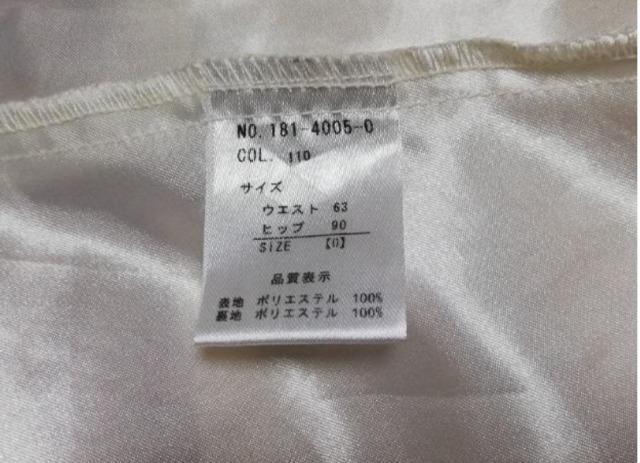 NO. 181-4005-0
COL. 110
サイズ
ウエスト 63
ヒップ 90
SIZE 【0】
品質表示
表地 ポリエステル 100%
裏地 ポリエステル 100%